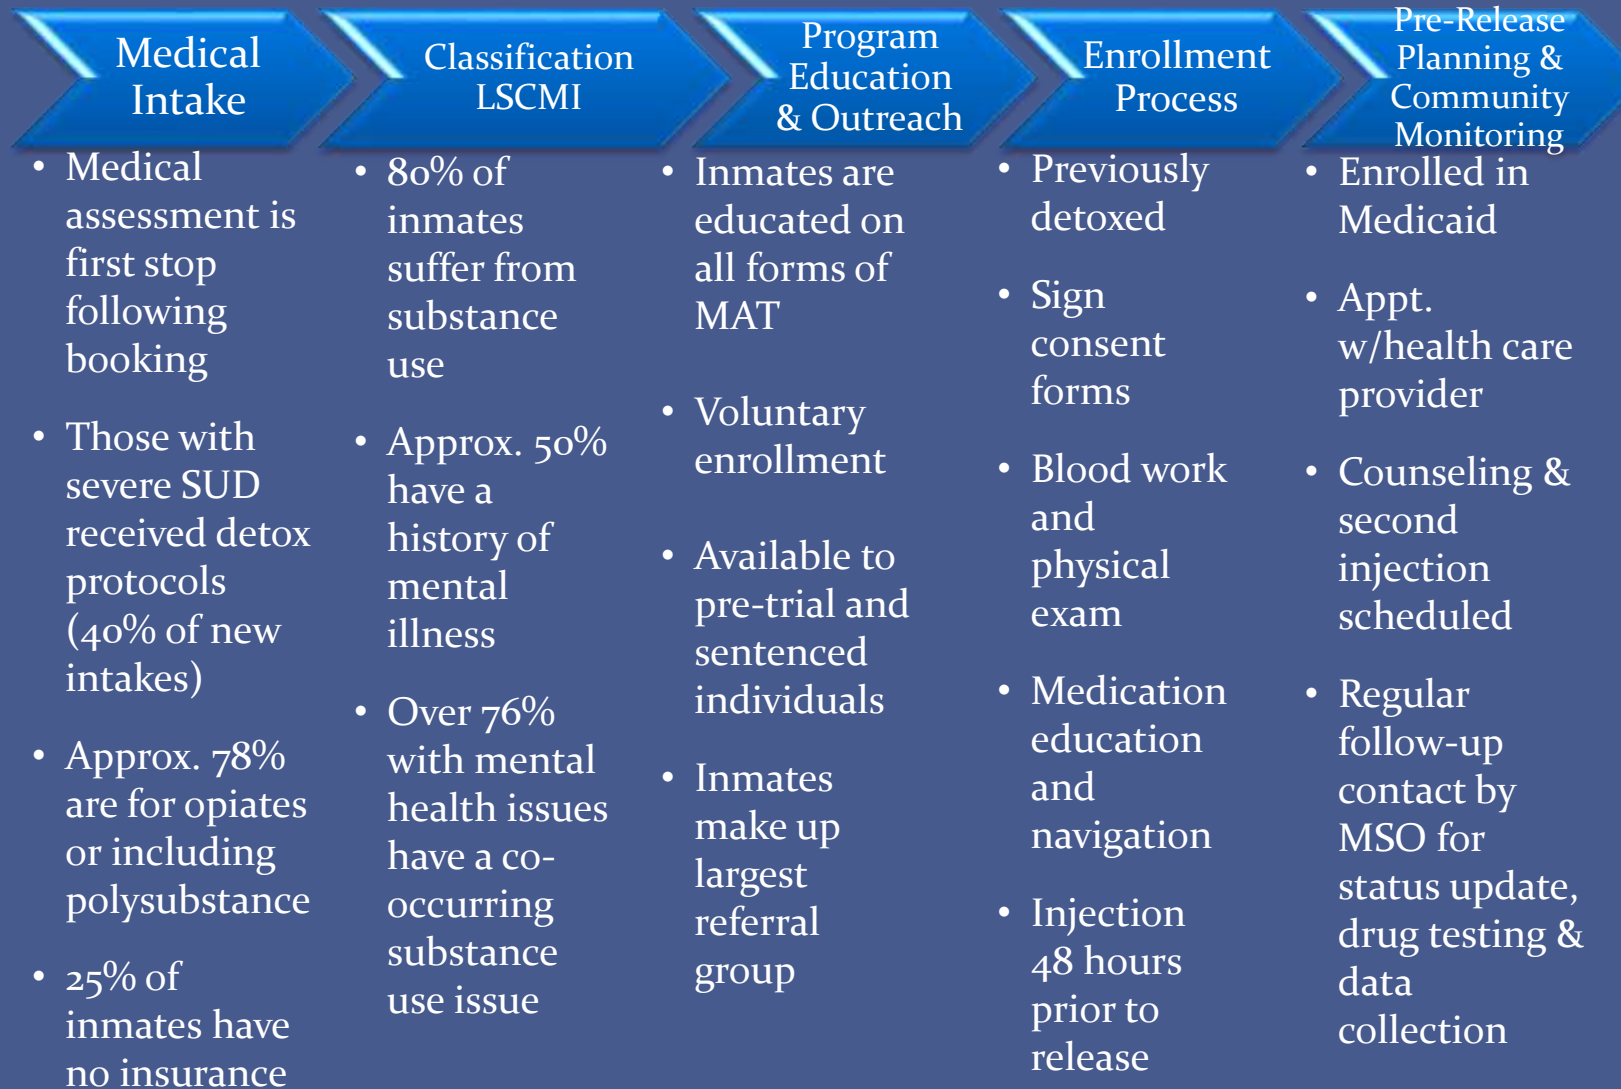 Medical
Intake
• Medical
assessment is
first stop
following
booking
• Those with
severe SUD
received detox
protocols
(40% of new
intakes)
• Approx. 78%
are for opiates
or including
polysubstance
• 25% of
inmates have
no insurance
Classification
LSCMI
• 80% of
inmates
suffer from
substance
use
• Approx. 50%
have a
history of
mental
illness
• Over 76%
with mental
health issues
have a co-
occurring
substance
use issue
Program
Education
& Outreach
• Inmates are
educated on
all forms of
MAT
• Voluntary
enrollment
• Available to
pre-trial and
sentenced
individuals
• Inmates
make up
largest
referral
group
Enrollment
Process
• Previously
detoxed
• Sign
consent
forms
• Blood work
and
physical
exam
• Medication
education
and
navigation
• Injection
48 hours
prior to
release
Pre-Release
Planning &
Community
Monitoring
• Enrolled in
Medicaid
• Appt.
w/health care
provider
• Counseling &
second
injection
scheduled
• Regular
follow-up
contact by
MSO for
status update,
drug testing &
data
collection